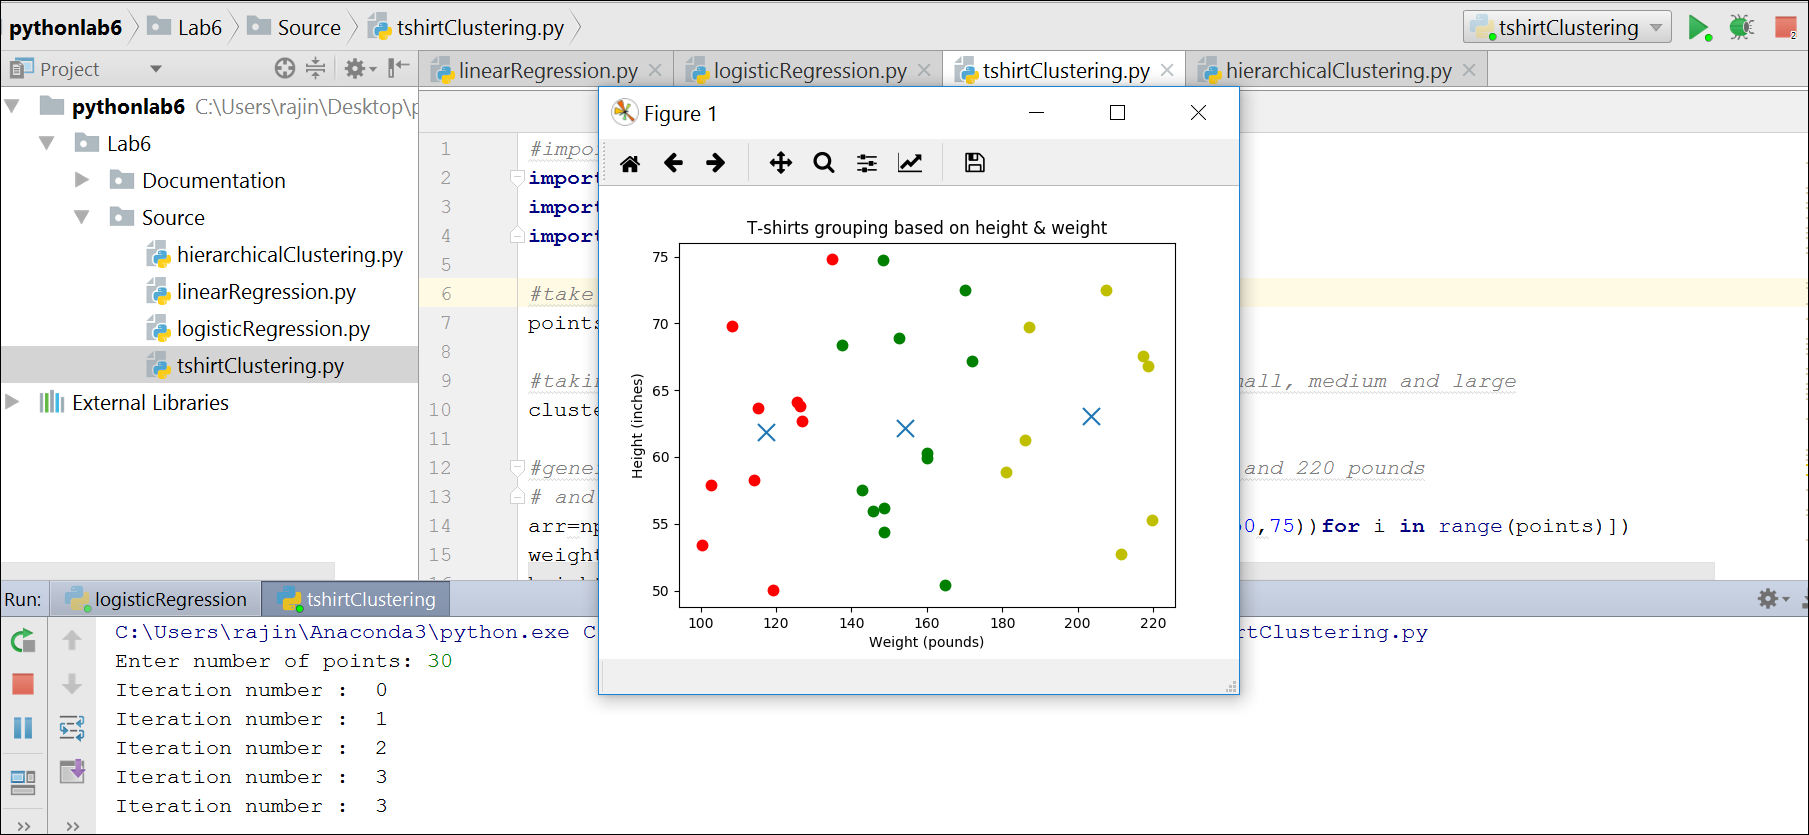 pythonlab6 Lab6 Source tshirtClustering.py tshirtClustering 2
Project linearRegression.py logisticRegression.py tshirtClustering.py hierarchicalClustering.py
pythonlab6 C:\Users\rajin\Desktop\p
Lab6
Documentation
Source
hierarchicalClustering.py
linearRegression.py
logisticRegression.py
tshirtClustering.py
External Libraries
1 #impo
2 import
3 import
4 import
5
6 #take
7 points
8
9 #takin mall, medium and large
10 cluste
11
12 #gene and 220 pounds
13 # and
14 arr=np 0,75))for i in range(points)])
15 weight
Figure 1
T-shirts grouping based on height & weight
75
70
65
60
55
50
Height (inches)
100 120 140 160 180 200 220
Weight (pounds)
Run: logisticRegression tshirtClustering
C:\Users\rajin\Anaconda3\python.exe C rtClustering.py
Enter number of points: 30
Iteration number : 0
Iteration number : 1
Iteration number : 2
Iteration number : 3
Iteration number : 3